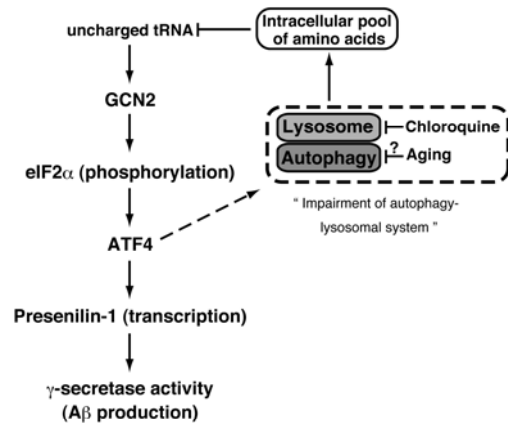 uncharged tRNA
Intracellular pool
of amino acids
GCN2
Lysosome
Chloroquine
Autophagy
?
Aging
eIF2α (phosphorylation)
“ Impairment of autophagy-
lysosomal system ”
ATF4
Presenilin-1 (transcription)
γ-secretase activity
(Aβ production)